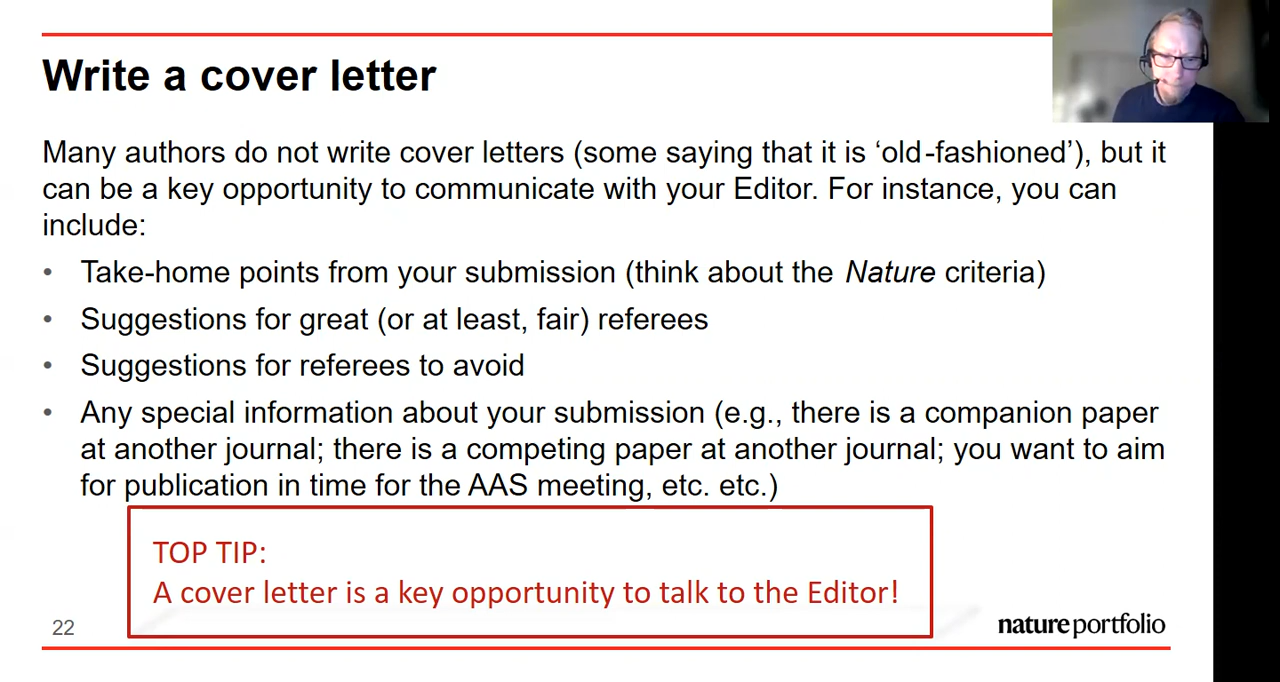 Write a cover letter
Many authors do not write cover letters (some saying that it is ‘old-fashioned’), but it
can be a key opportunity to communicate with your Editor. For instance, you can
include:
• Take-home points from your submission (think about the Nature criteria)
• Suggestions for great (or at least, fair) referees
• Suggestions for referees to avoid
• Any special information about your submission (e.g., there is a companion paper
at another journal; there is a competing paper at another journal; you want to aim
for publication in time for the AAS meeting, etc. etc.)
TOP TIP:
A cover letter is a key opportunity to talk to the Editor!
22
nature portfolio